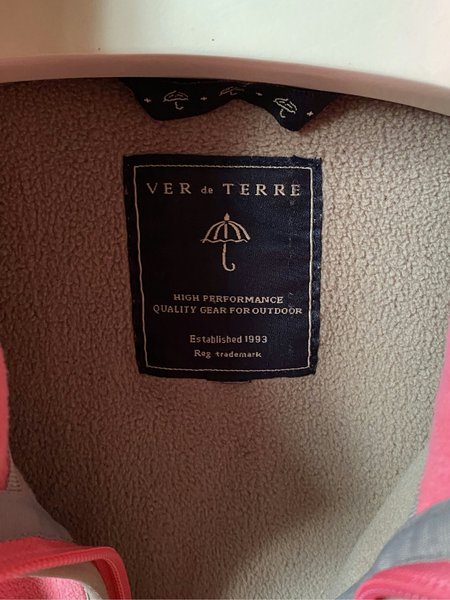 VER de TERRE
HIGH PERFORMANCE
QUALITY GEAR FOR OUTDOOR
Established 1993
Reg trademark